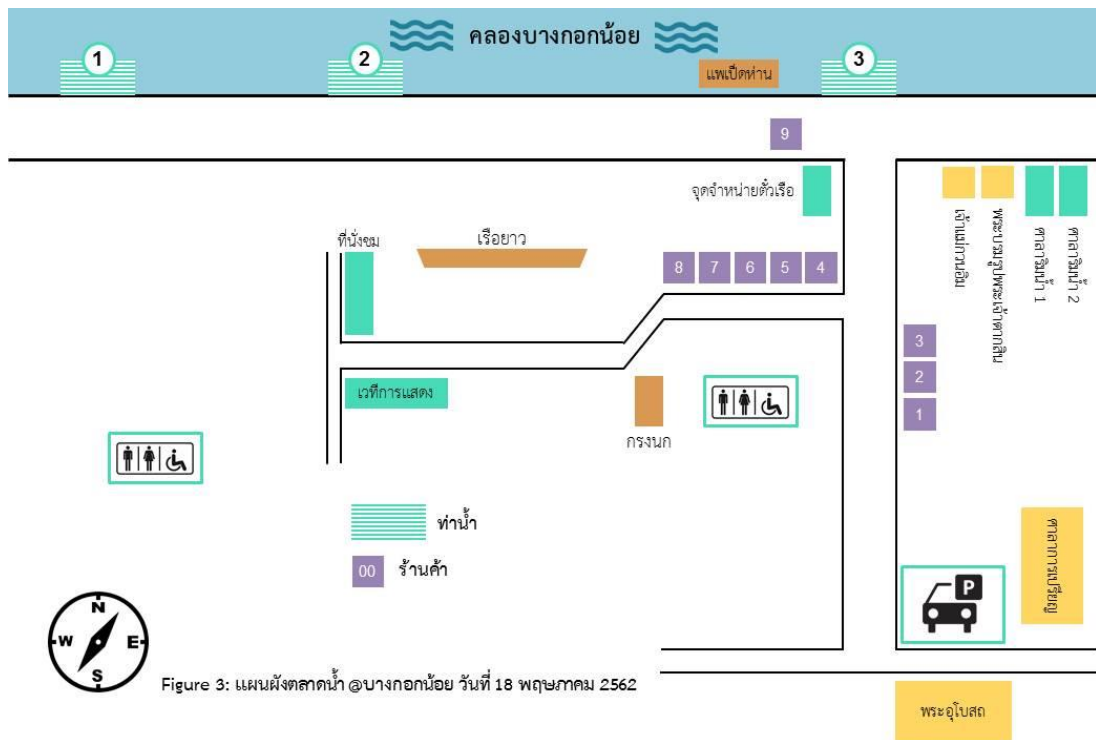 คลองบางกอกน้อย
1
2
3
แพเป็ดห่าน
9
จุดจำหน่ายตั๋วเรือ
ที่นั่งชม
เรือยาว
8 7 6 5 4
เจ้าแม่กวนอิม
พระบรมรูปพระเจ้าตากสิน
ศาลาริมน้ำ 1
ศาลาริมน้ำ 2
3
2
1
เวทีการแสดง
กรงนก
ท่าน้ำ
00 ร้านค้า
P
ศาลาการเปรียญ
N
W E
S
Figure 3: แผนผังตลาดน้ำ @บางกอกน้อย วันที่ 18 พฤษภาคม 2562
พระอุโบสถ